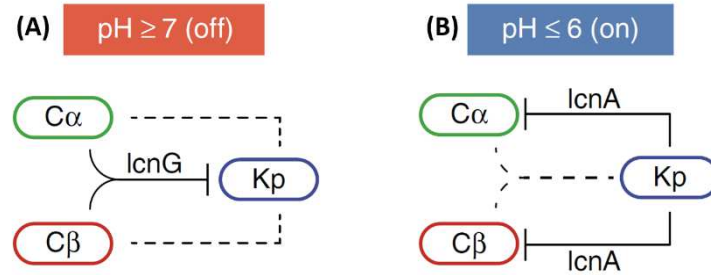 (A) pH ≥ 7 (off)
Cα
lcnG
Kp
Cβ
(B) pH ≤ 6 (on)
lcnA
Cα
Kp
Cβ
lcnA